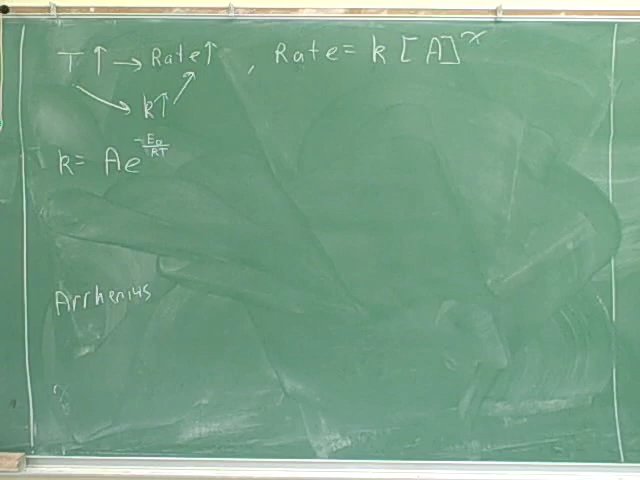 T ↑ → Rate↑ , Rate = k [A]^x
k↑
k = Ae^(-Ea/RT)
Arrhenius